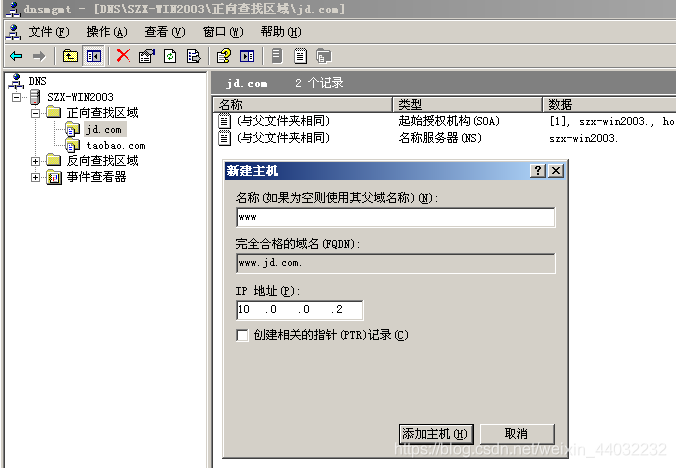 dnsmgmt - [DNS\SZX-WIN2003\正向查找区域\jd.com]
文件(F) 操作(A) 查看(V) 窗口(W) 帮助(H)
DNS
SZX-WIN2003
正向查找区域
jd.com
taobao.com
反向查找区域
事件查看器
jd.com 2 个记录
名称 类型 数据
(与父文件夹相同) 起始授权机构(SOA) [1], szx-win2003., ho
(与父文件夹相同) 名称服务器(NS) szx-win2003.
新建主机
名称(如果为空则使用其父域名称)(N):
www
完全合格的域名(FQDN):
www.jd.com.
IP 地址(P):
10 .0 .0 .2
创建相关的指针(PTR)记录(C)
添加主机(H) 取消
https://blog.csdn.net/weixin_44032232